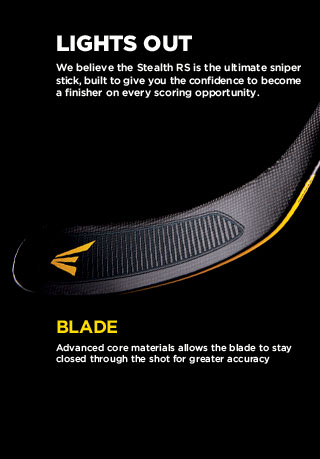 LIGHTS OUT
We believe the Stealth RS is the ultimate sniper
stick, built to give you the confidence to become
a finisher on every scoring opportunity.
BLADE
Advanced core materials allows the blade to stay
closed through the shot for greater accuracy